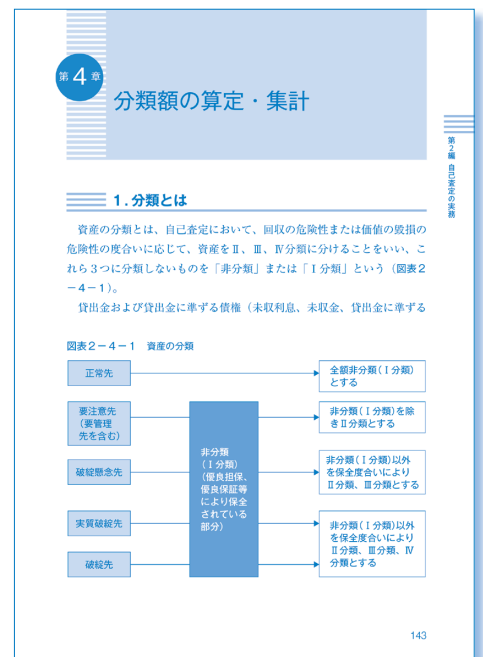 第4章
分類額の算定・集計
第2編 自己査定の実務
1.分類とは
資産の分類とは、自己査定において、回収の危険性または価値の毀損の
危険性の度合いに応じて、資産をⅡ、Ⅲ、Ⅳ分類に分けることをいい、こ
れら3つに分類しないものを「非分類」または「Ⅰ分類」という(図表2
-4-1)。
貸出金および貸出金に準ずる債権(未収利息、未収金、貸出金に準ずる
図表2-4-1 資産の分類
正常先
全額非分類(Ⅰ分類)
とする
要注意先
(要管理
先を含む)
非分類(Ⅰ分類)を除
きⅡ分類とする
破綻懸念先
非分類(Ⅰ分類)以外
を保全度合いにより
Ⅱ分類、Ⅲ分類とする
非分類
(Ⅰ分類)
(優良担保、
優良保証等
により保全
されている
部分)
実質破綻先
破綻先
非分類(Ⅰ分類)以外
を保全度合いにより
Ⅱ分類、Ⅲ分類、Ⅳ
分類とする
143